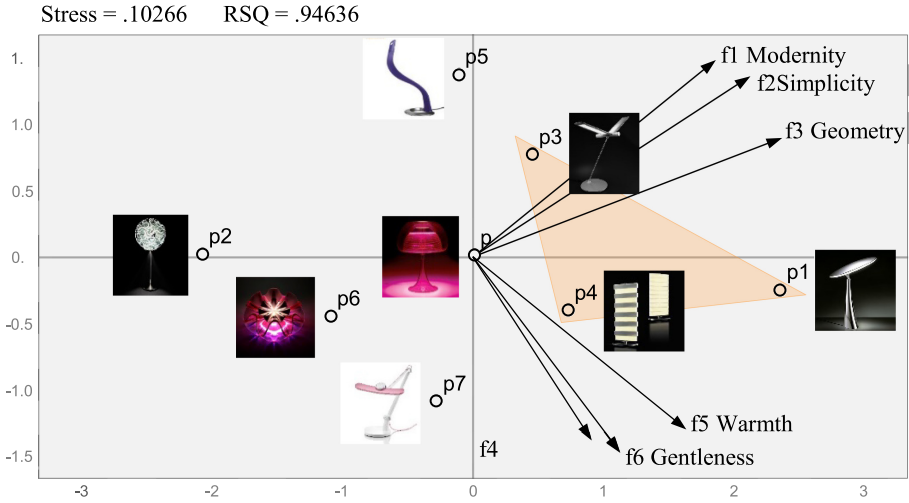 Stress = .10266 RSQ = .94636
1.
p5
f1 Modernity
f2Simplicity
1.0
p3
f3 Geometry
0.5
p2
p
0.
p1
p6
p4
-0.5
p7
-1.0
f5 Warmth
f4
f6 Gentleness
-1.5
-3 -2 -1 0 1 2 3